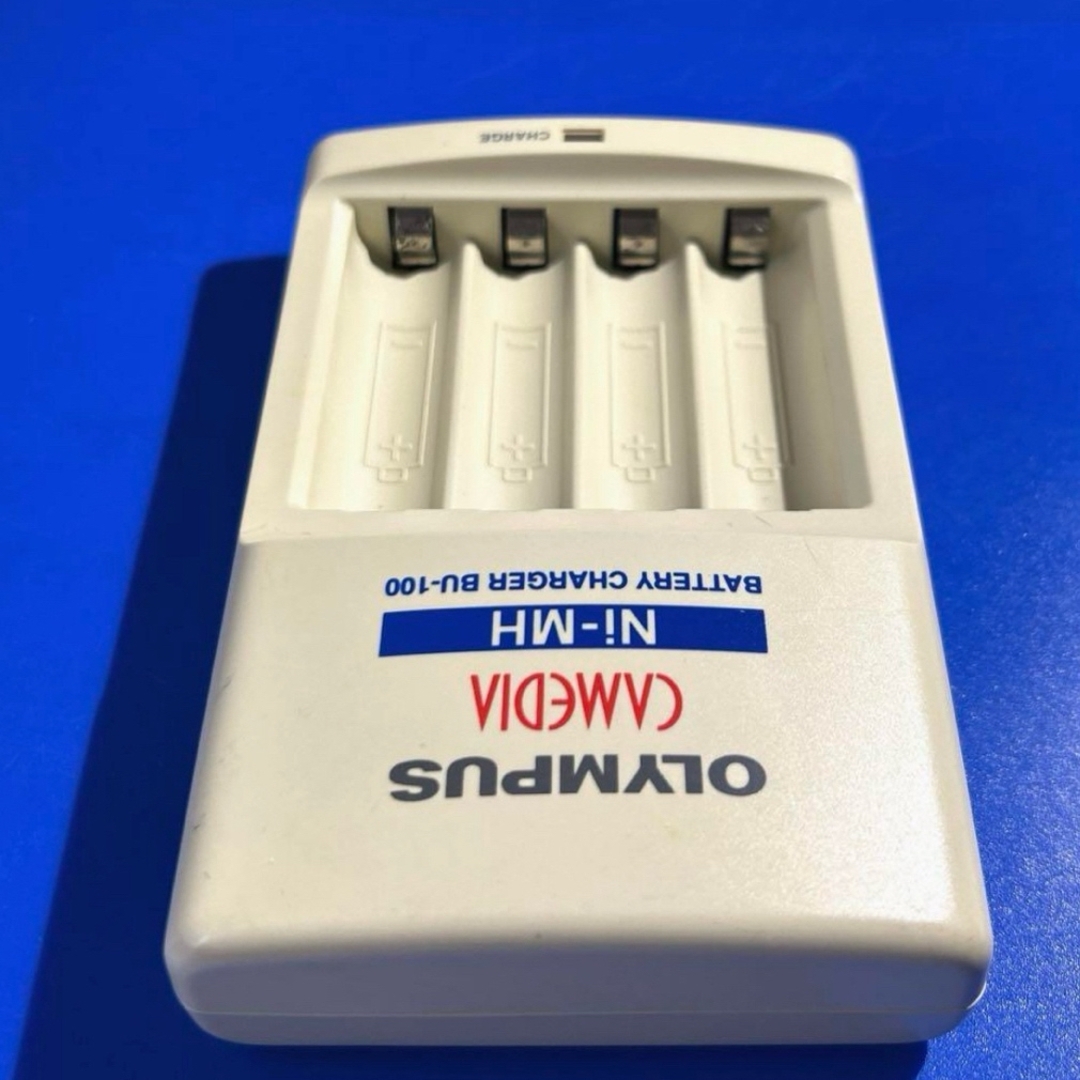 OLYMPUS
CAMEDIA
Ni-MH
BATTERY CHARGER BU-100
CHARGE